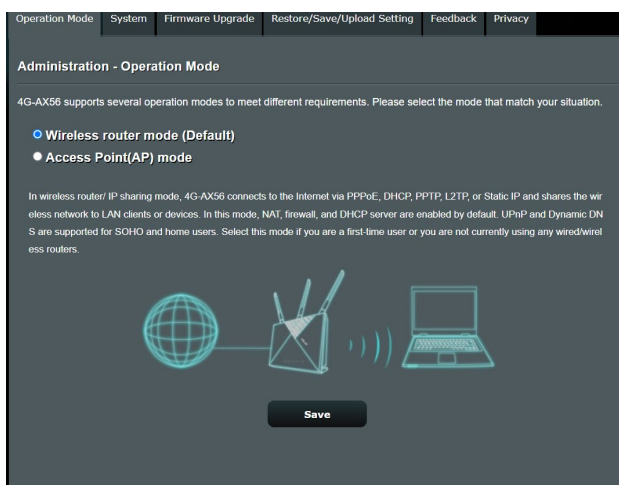 Operation Mode System Firmware Upgrade Restore/Save/Upload Setting Feedback Privacy
Administration - Operation Mode
4G-AX56 supports several operation modes to meet different requirements. Please select the mode that match your situation.
Wireless router mode (Default)
Access Point(AP) mode
In wireless router/ IP sharing mode, 4G-AX56 connects to the Internet via PPPoE, DHCP, PPTP, L2TP, or Static IP and shares the wir
eless network to LAN clients or devices. In this mode, NAT, firewall, and DHCP server are enabled by default. UPnP and Dynamic DN
S are supported for SOHO and home users. Select this mode if you are a first-time user or you are not currently using any wired/wirel
ess routers.
Save